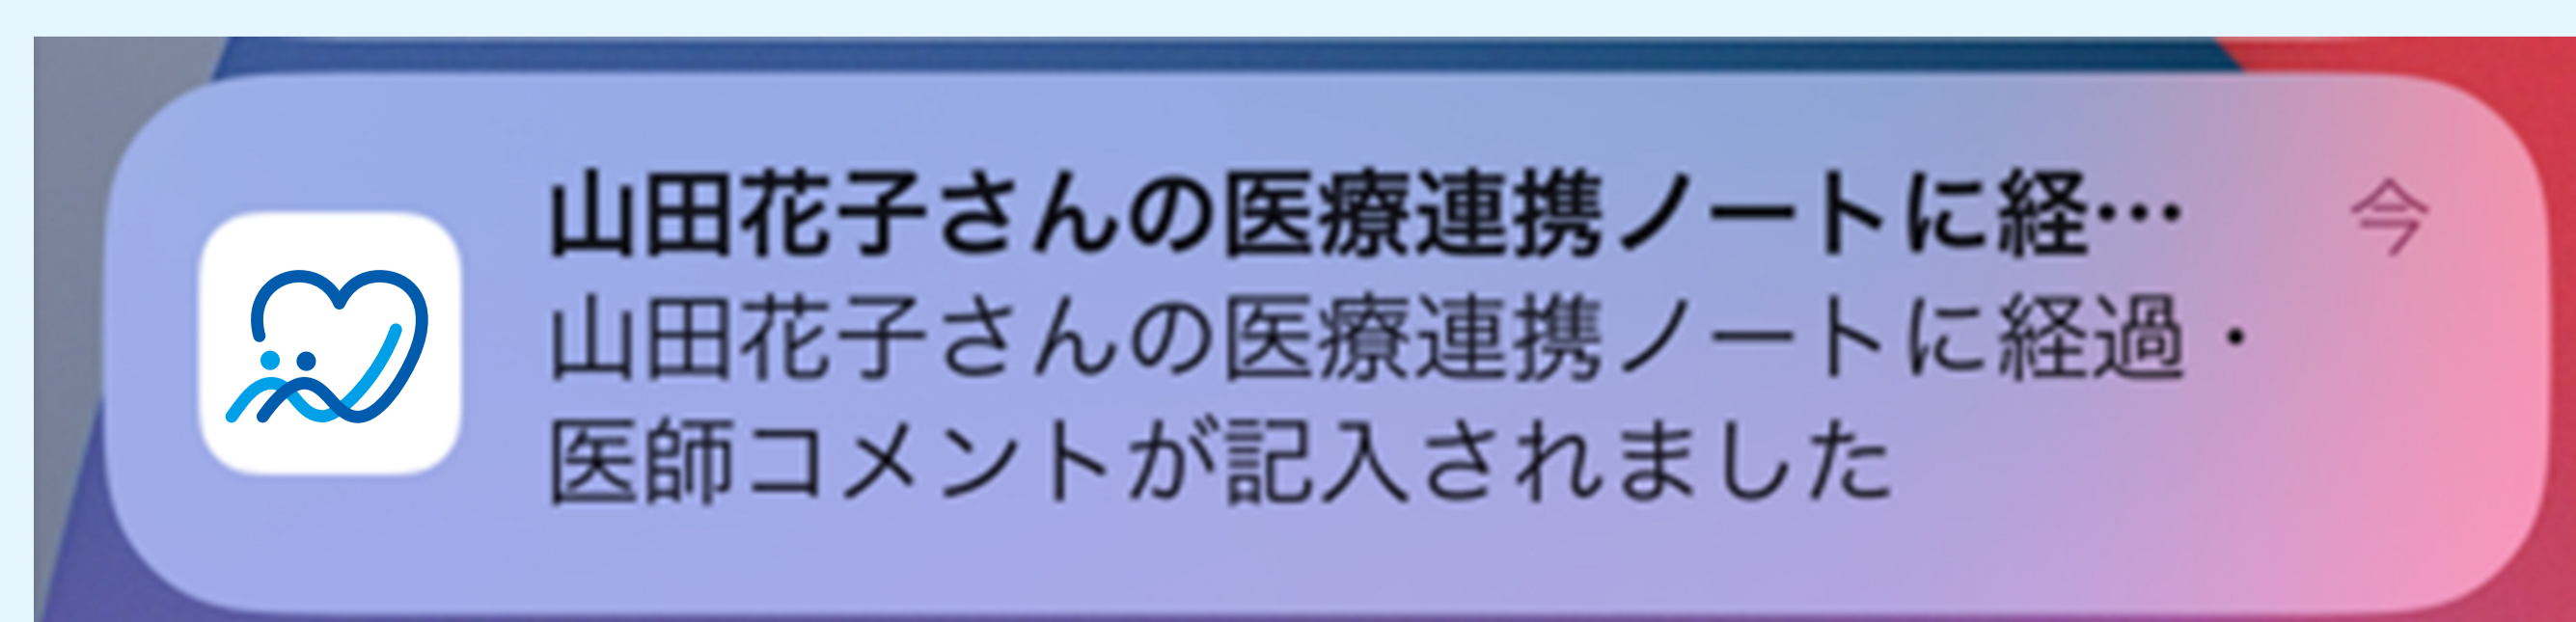 山田花子さんの医療連携ノートに経… 今
山田花子さんの医療連携ノートに経過・
医師コメントが記入されました